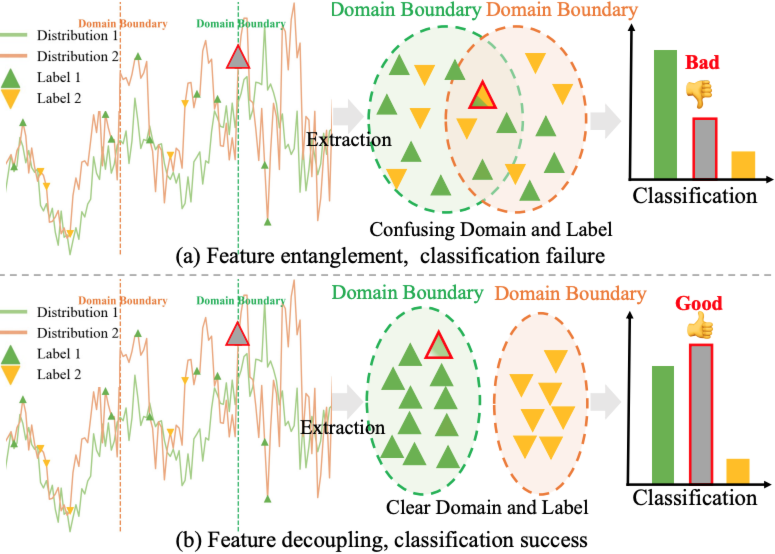 Domain Boundary
Domain Boundary
Distribution 1
Distribution 2
Label 1
Label 2
Domain Boundary
Domain Boundary
Extraction
Confusing Domain and Label
Bad
Classification
(a) Feature entanglement, classification failure
Domain Boundary
Domain Boundary
Distribution 1
Distribution 2
Label 1
Label 2
Domain Boundary
Domain Boundary
Extraction
Clear Domain and Label
Good
Classification
(b) Feature decoupling, classification success